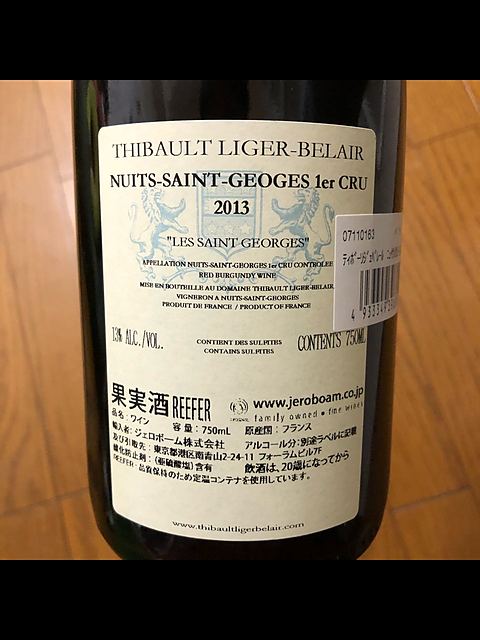 THIBAULT LIGER-BELAIR
NUITS-SAINT-GEOGES 1er CRU
2013
"LES SAINT GEORGES"
APPELLATION NUITS-SAINT-GEORGES 1er CRU CONTROLEE
RED BURGUNDY WINE
MISE EN BOUTEILLE AU DOMAINE THIBAULT LIGER-BELAIR,
VIGNERON A NUITS-SAINT-GEORGES
PRODUIT DE FRANCE / PRODUCT OF FRANCE
13% ALC./VOL.
CONTIENT DES SULFITES
CONTAINS SULFITES
CONTENTS 750ML
07110163
果実酒 REEFER
www.jeroboam.co.jp
family owned • fine wines
品名：ワイン 容量：750mL 原産国：フランス
輸入者：ジェロボーム株式会社 アルコール分：別途ラベルに記載
及び引取先：東京都港区南青山2-24-11 フォーラムビル7F
酸化防止剤：(亜硫酸塩)含有 飲酒は、20歳になってから
REEFER・品質保持のため定温コンテナを使用しています。
www.thibaultligerbelair.com